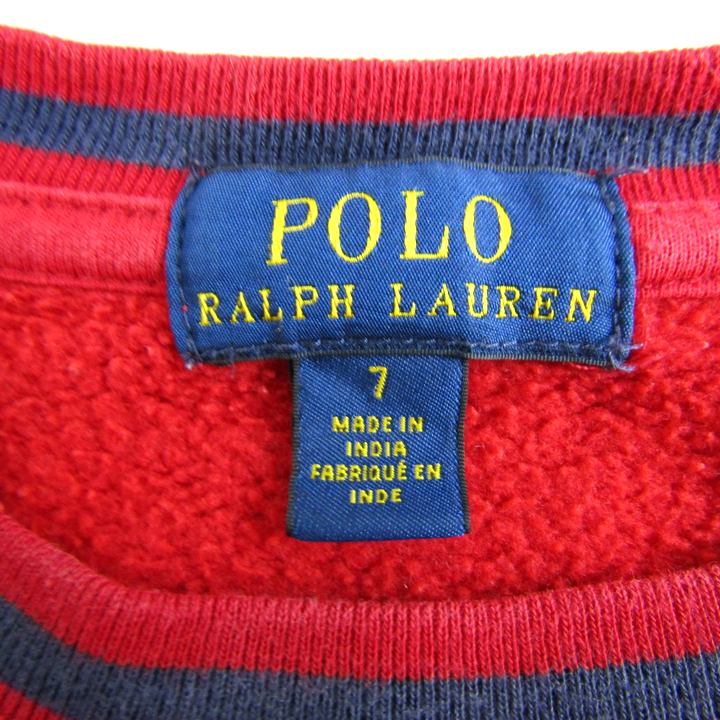 POLO
RALPH LAUREN
7
MADE IN
INDIA
FABRIQUÉ EN
INDE